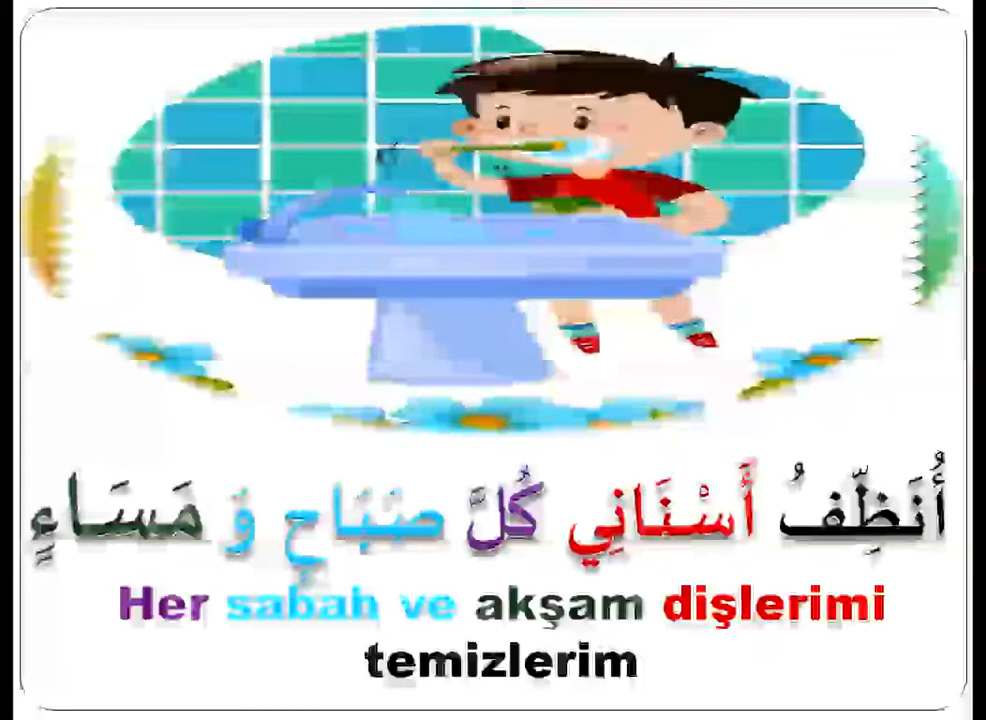 أُنَظِّفُ أَسْنَانِي كُلَّ صَبَاحٍ وَ مَسَاءٍ
Her sabah ve akşam dişlerimi
temizlerim